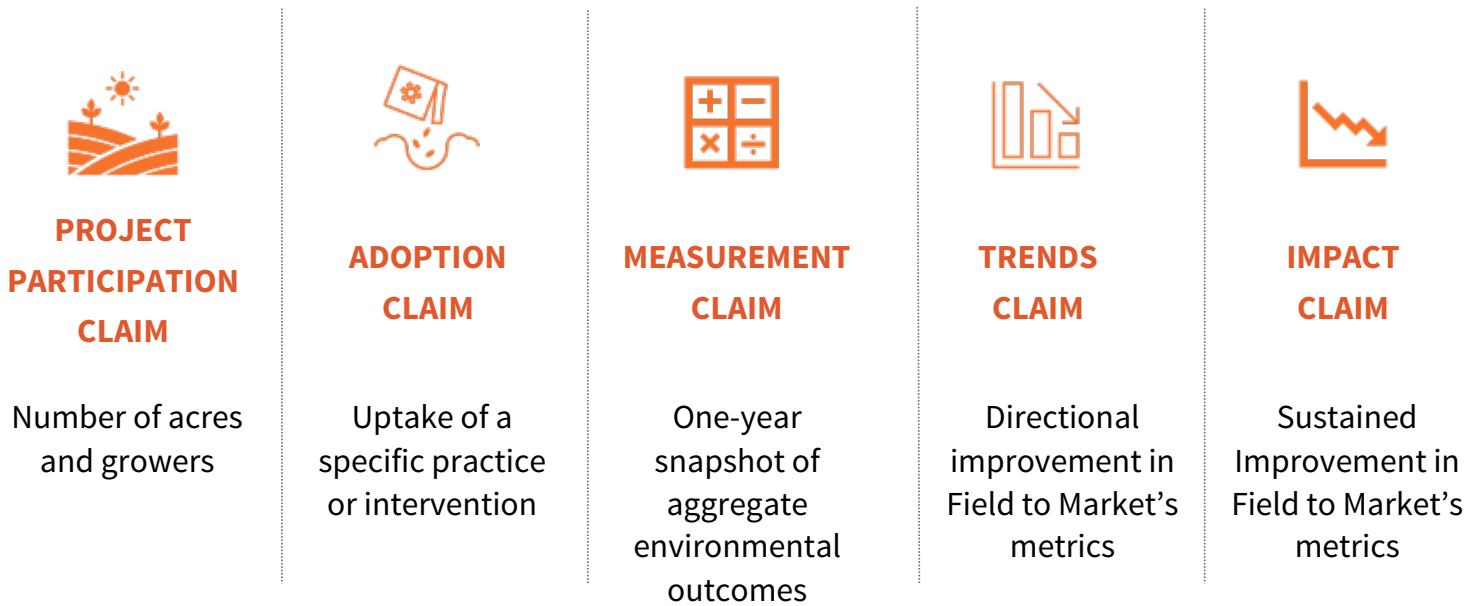 PROJECT
PARTICIPATION
CLAIM
Number of acres
and growers
ADOPTION
CLAIM
Uptake of a
specific practice
or intervention
MEASUREMENT
CLAIM
One-year
snapshot of
aggregate
environmental
outcomes
TRENDS
CLAIM
Directional
improvement in
Field to Market’s
metrics
IMPACT
CLAIM
Sustained
Improvement in
Field to Market’s
metrics